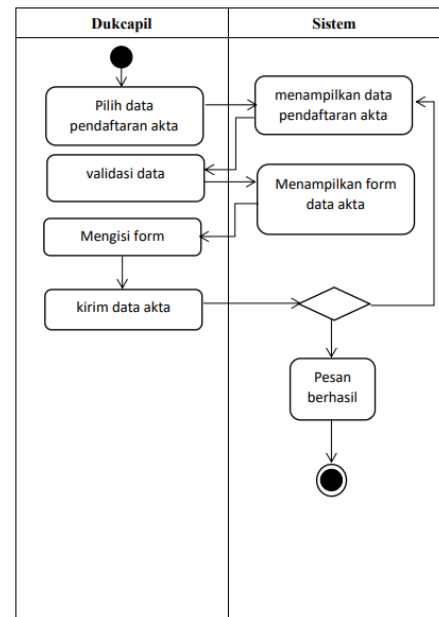 Dukcapil
Sistem
Pilih data
pendaftaran akta
menampilkan data
pendaftaran akta
validasi data
Menampilkan form
data akta
Mengisi form
kirim data akta
Pesan
berhasil